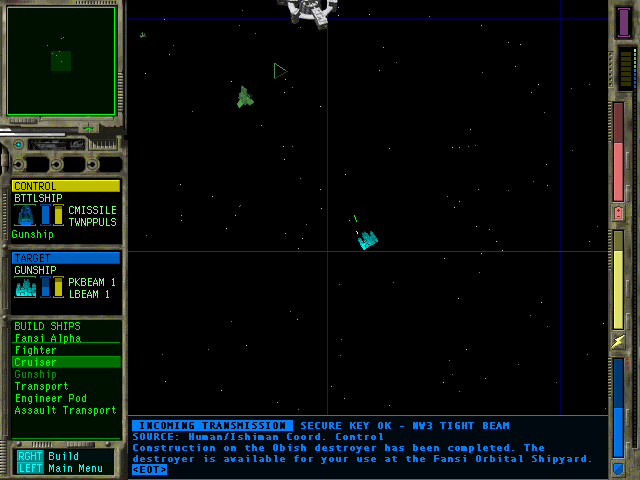 CONTROL
BTTLSHIP
CMISSILE
TWNPPULS
Gunship
TARGET
GUNSHIP
PKBEAM 1
LBEAM 1
BUILD SHIPS
Fansi Alpha
Fighter
Cruiser
Gunship
Transport
Engineer Pod
Assault Transport
RGHT Build
LEFT Main Menu
INCOMING TRANSMISSION SECURE KEY OK - NW3 TIGHT BEAM
SOURCE: Human/Ishiman Coord. Control
Construction on the Obish destroyer has been completed. The
destroyer is available for your use at the Fansi Orbital Shipyard.
<EOT>